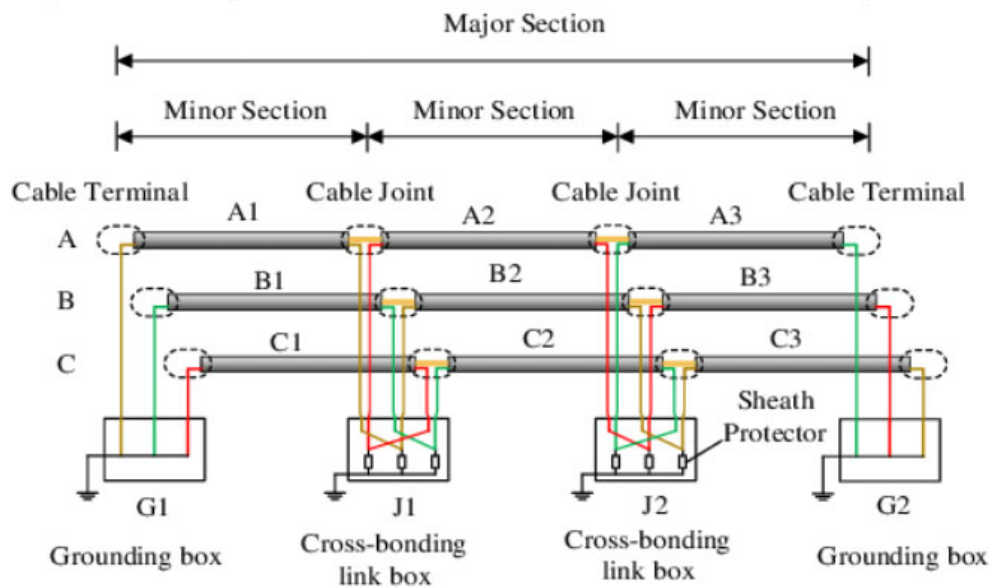 Major Section
Minor Section Minor Section Minor Section
Cable Terminal Cable Joint Cable Joint Cable Terminal
A1 A2 A3
A
B1 B2 B3
B
C1 C2 C3
C
Sheath
Protector
G1 J1 J2 G2
Grounding box Cross-bonding link box Cross-bonding link box Grounding box